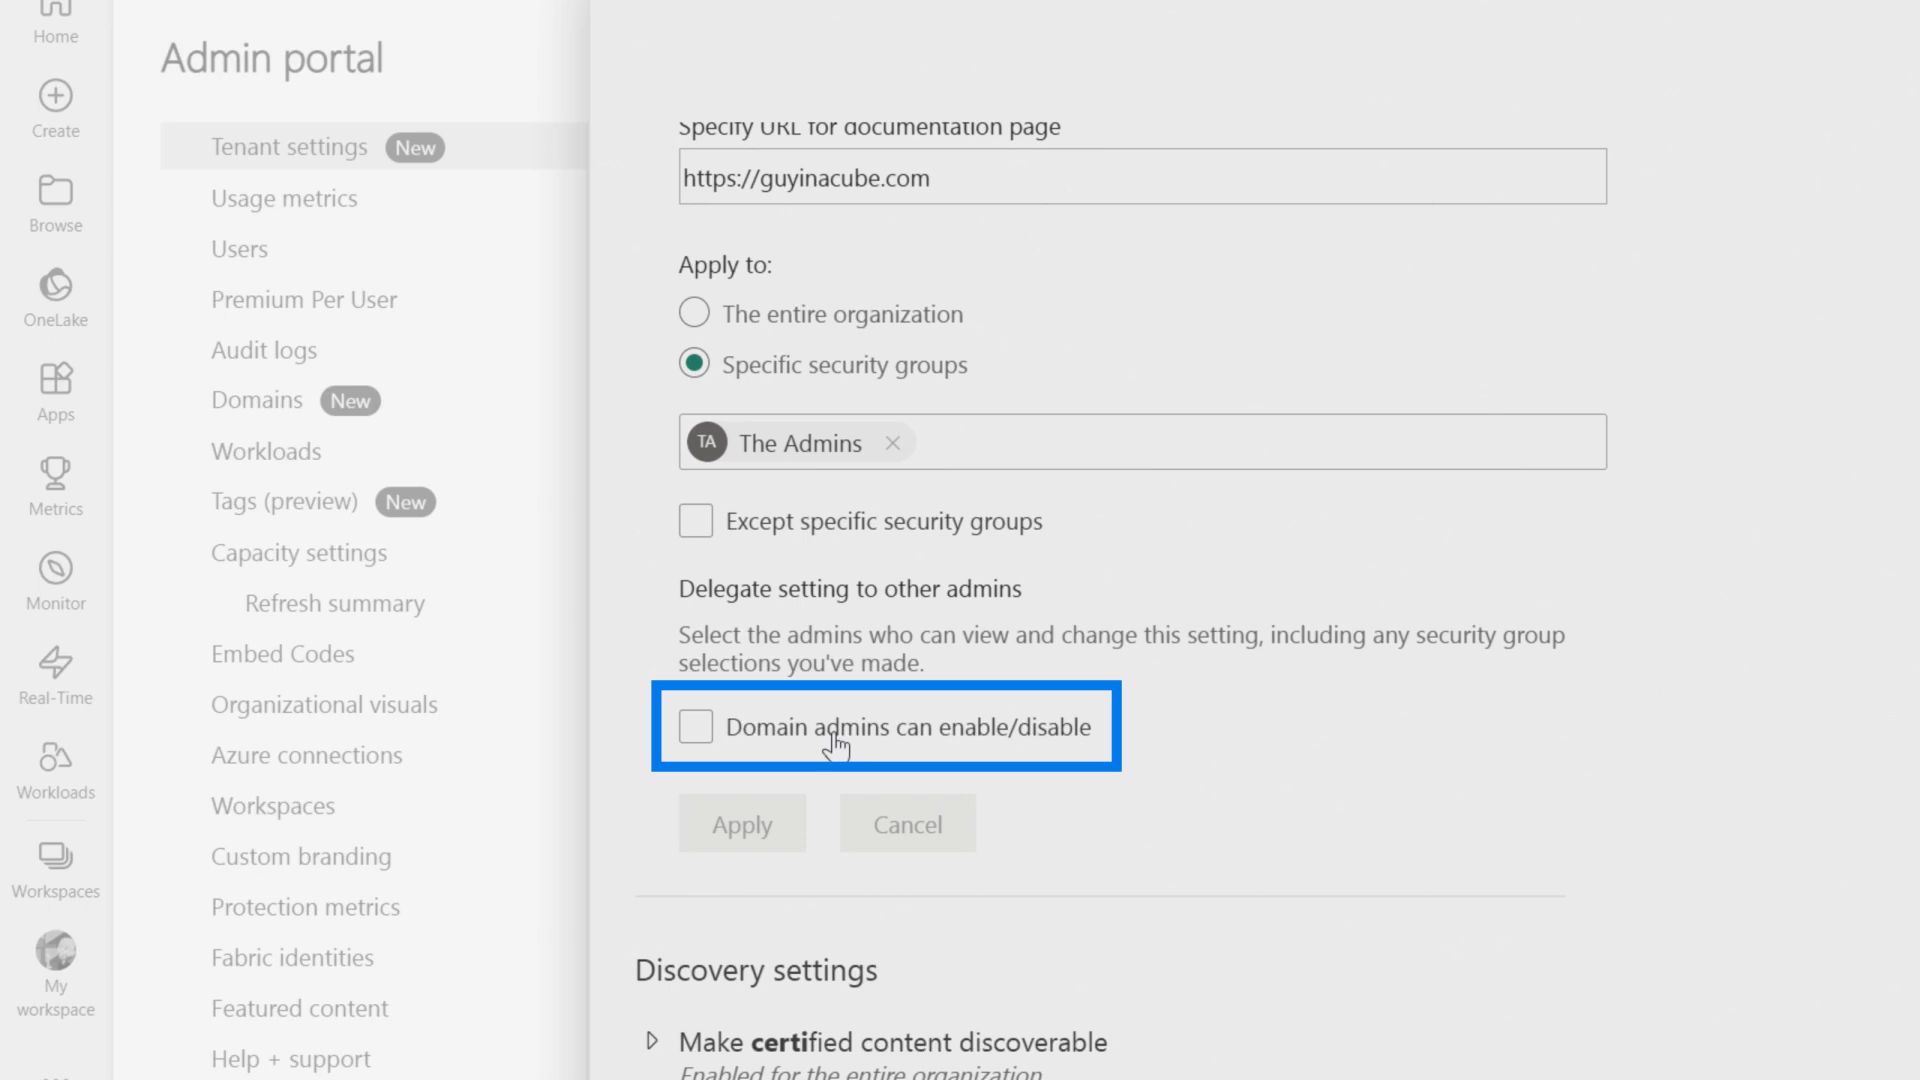 Home
Create
Browse
OneLake
Apps
Metrics
Monitor
Real-Time
Workloads
Workspaces
My
workspace
Admin portal
Tenant settings New
Usage metrics
Users
Premium Per User
Audit logs
Domains New
Workloads
Tags (preview) New
Capacity settings
Refresh summary
Embed Codes
Organizational visuals
Azure connections
Workspaces
Custom branding
Protection metrics
Fabric identities
Featured content
Help + support
Specify URL for documentation page
https://guyinacube.com
Apply to:
The entire organization
Specific security groups
TA The Admins
Except specific security groups
Delegate setting to other admins
Select the admins who can view and change this setting, including any security group
selections you've made.
Domain admins can enable/disable
Apply Cancel
Discovery settings
Make certified content discoverable
Enabled for the entire organization